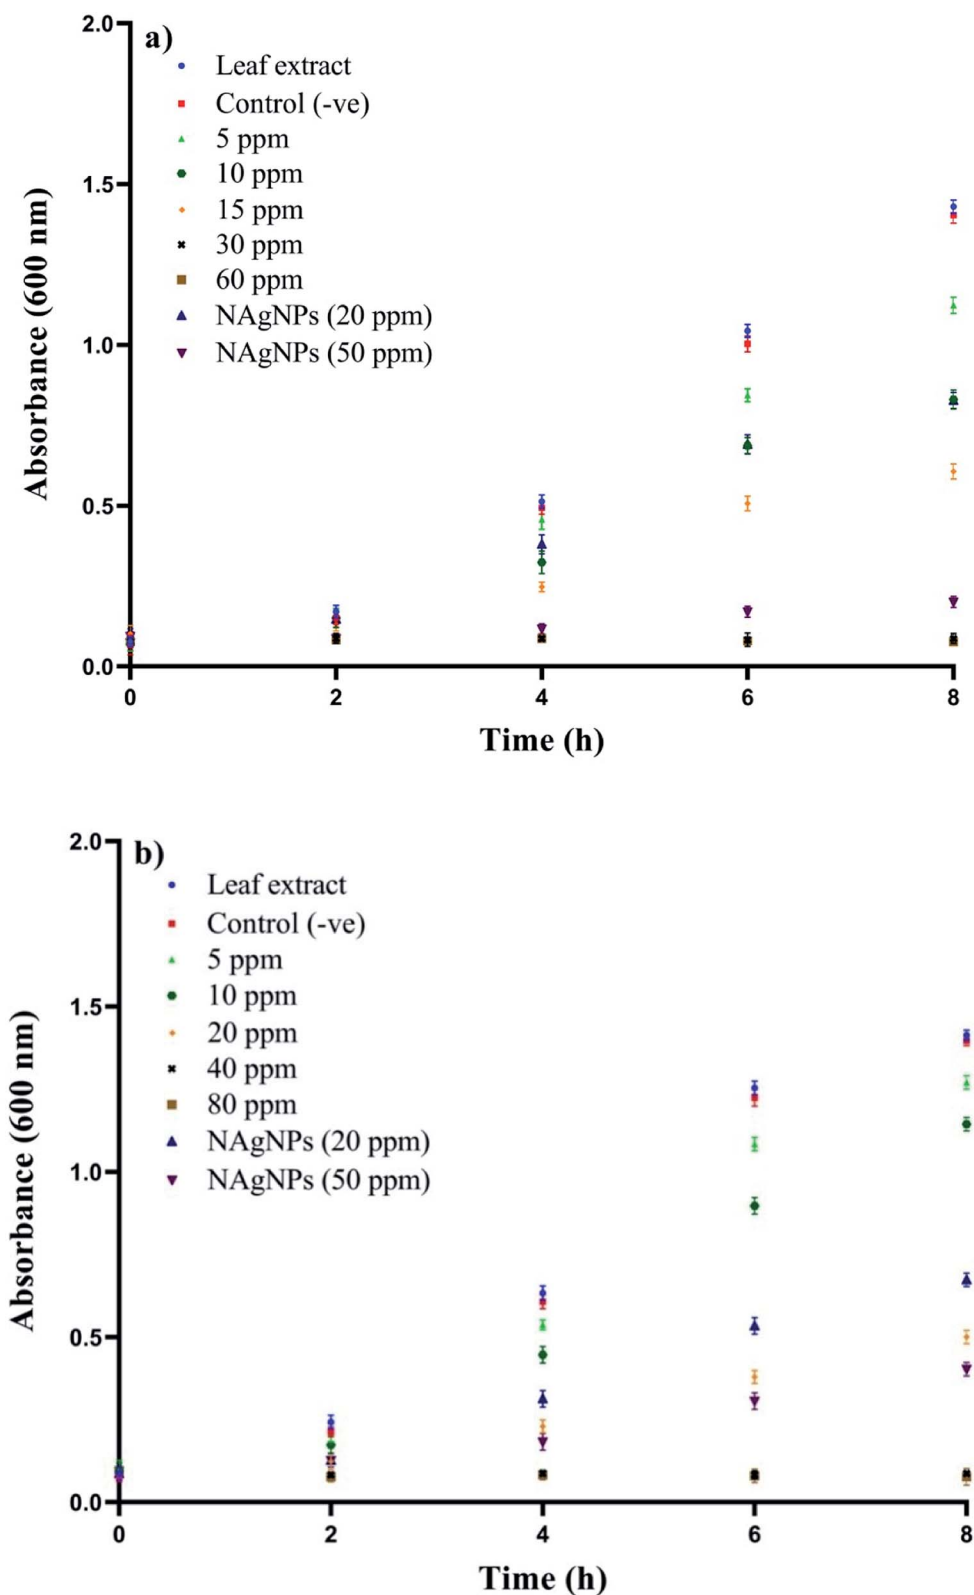 a)
Leaf extract
Control (-ve)
5 ppm
10 ppm
15 ppm
30 ppm
60 ppm
NAgNPs (20 ppm)
NAgNPs (50 ppm)
2.0
1.5
1.0
0.5
0.0
Absorbance (600 nm)
0 2 4 6 8
Time (h)
b)
Leaf extract
Control (-ve)
5 ppm
10 ppm
20 ppm
40 ppm
80 ppm
NAgNPs (20 ppm)
NAgNPs (50 ppm)
2.0
1.5
1.0
0.5
0.0
Absorbance (600 nm)
0 2 4 6 8
Time (h)